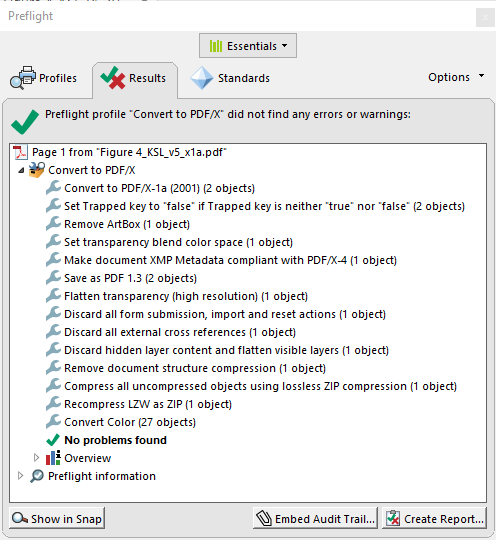 Preflight
x
Essentials
Profiles
Results
Standards
Options
Preflight profile "Convert to PDF/X" did not find any errors or warnings:
Page 1 from "Figure 4_KSL_v5_x1a.pdf"
Convert to PDF/X
Convert to PDF/X-1a (2001) (2 objects)
Set Trapped key to "false" if Trapped key is neither "true" nor "false" (2 objects)
Remove ArtBox (1 object)
Set transparency blend color space (1 object)
Make document XMP Metadata compliant with PDF/X-4 (1 object)
Save as PDF 1.3 (2 objects)
Flatten transparency (high resolution) (1 object)
Discard all form submission, import and reset actions (1 object)
Discard all external cross references (1 object)
Discard hidden layer content and flatten visible layers (1 object)
Remove document structure compression (1 object)
Compress all uncompressed objects using lossless ZIP compression (1 object)
Recompress LZW as ZIP (1 object)
Convert Color (27 objects)
No problems found
Overview
Preflight information
Show in Snap
Embed Audit Trail...
Create Report...